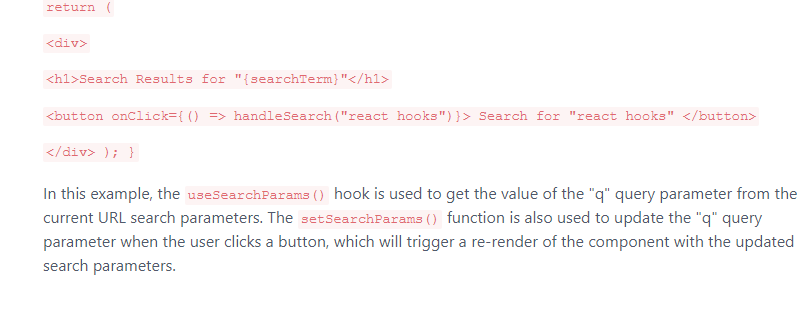 return (
<div>
<h1>Search Results for "{searchTerm}"</h1>
<button onClick={() => handleSearch("react hooks")}> Search for "react hooks" </button>
</div> ); }
In this example, the useSearchParams() hook is used to get the value of the "q" query parameter from the
current URL search parameters. The setSearchParams() function is also used to update the "q" query
parameter when the user clicks a button, which will trigger a re-render of the component with the updated
search parameters.